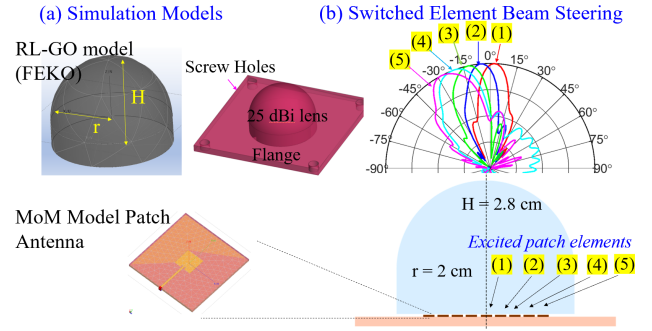 (a) Simulation Models
RL-GO model
(FEKO)
H
r
Screw Holes
25 dBi lens
Flange
MoM Model Patch
Antenna
(b) Switched Element Beam Steering
(5)
(4)
(3)
(2)
(1)
-90°
-75°
-60°
-45°
-30°
-15°
0°
15°
30°
45°
60°
75°
90°
H = 2.8 cm
Excited patch elements
r = 2 cm
(1)
(2)
(3)
(4)
(5)